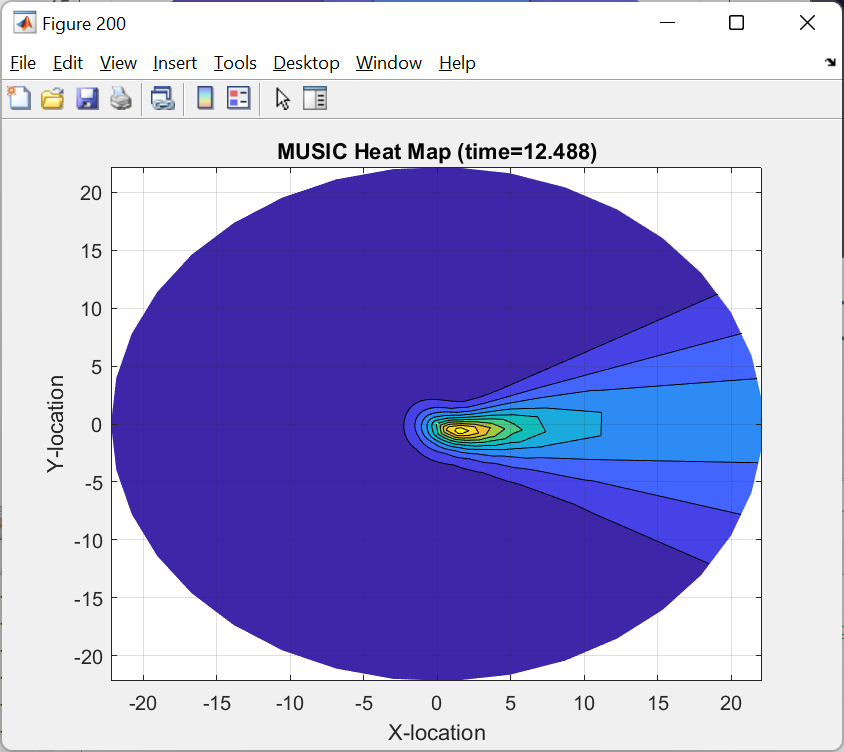 Figure 200
File Edit View Insert Tools Desktop Window Help
MUSIC Heat Map (time=12.488)
20
15
10
5
0
-5
-10
-15
-20
Y-location
-20 -15 -10 -5 0 5 10 15 20
X-location